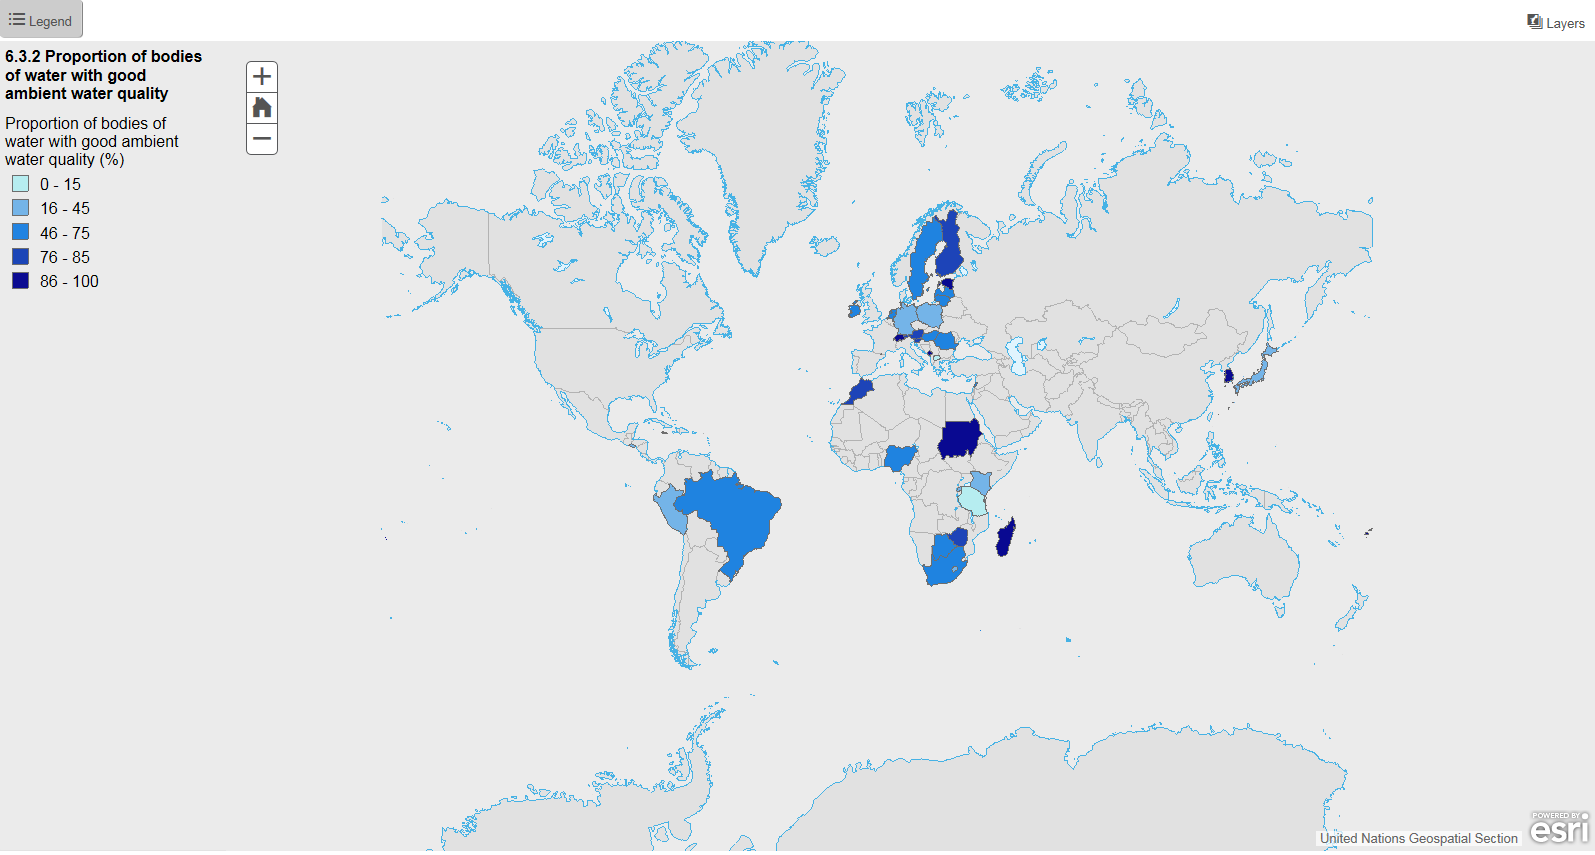 Legend
Layers
6.3.2 Proportion of bodies
of water with good
ambient water quality
Proportion of bodies of
water with good ambient
water quality (%)
0 - 15
16 - 45
46 - 75
76 - 85
86 - 100
United Nations Geospatial Section
POWERED BY
esri